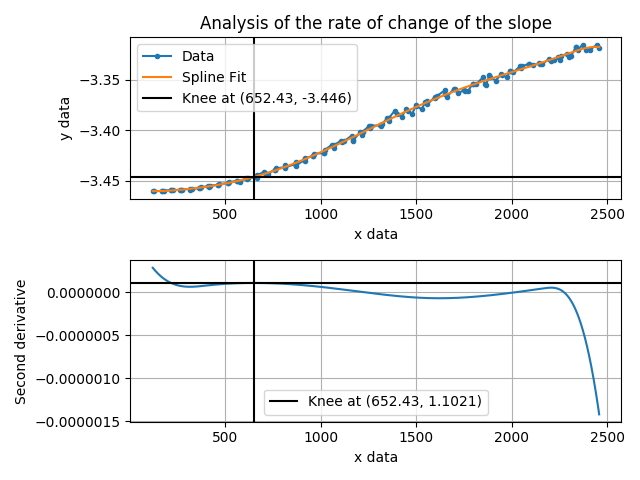 Analysis of the rate of change of the slope
Data
Spline Fit
Knee at (652.43, -3.446)
y data
−3.35
−3.40
−3.45
500 1000 1500 2000 2500
x data
Second derivative
0.0000000
−0.0000005
−0.0000010
−0.0000015
Knee at (652.43, 1.1021)
500 1000 1500 2000 2500
x data